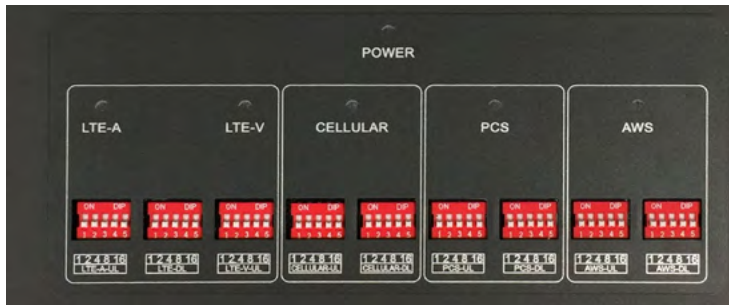 POWER
LTE-A LTE-V CELLULAR PCS AWS
ON DIP ON DIP ON DIP ON DIP ON DIP ON DIP ON DIP ON DIP ON DIP
1 2 3 4 5 1 2 3 4 5 1 2 3 4 5 1 2 3 4 5 1 2 3 4 5 1 2 3 4 5 1 2 3 4 5 1 2 3 4 5 1 2 3 4 5
1 2 4 8 16 1 2 4 8 16 1 2 4 8 16 1 2 4 8 16 1 2 4 8 16 1 2 4 8 16 1 2 4 8 16 1 2 4 8 16 1 2 4 8 16
LTE-A-UL LTE-DL LTE-V-UL CELLULAR-UL CELLULAR-DL PCS-UL PCS-DL AWS-UL AWS-DL